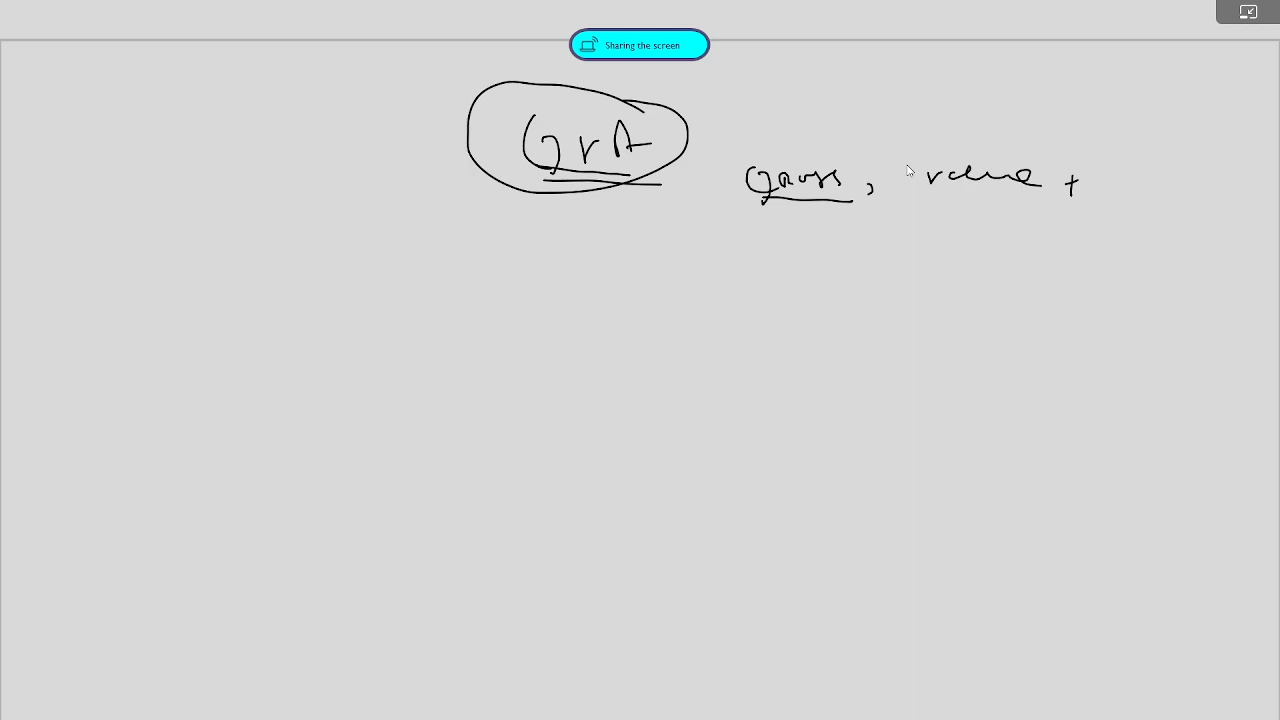 Sharing the screen
GVA
Gross, value +